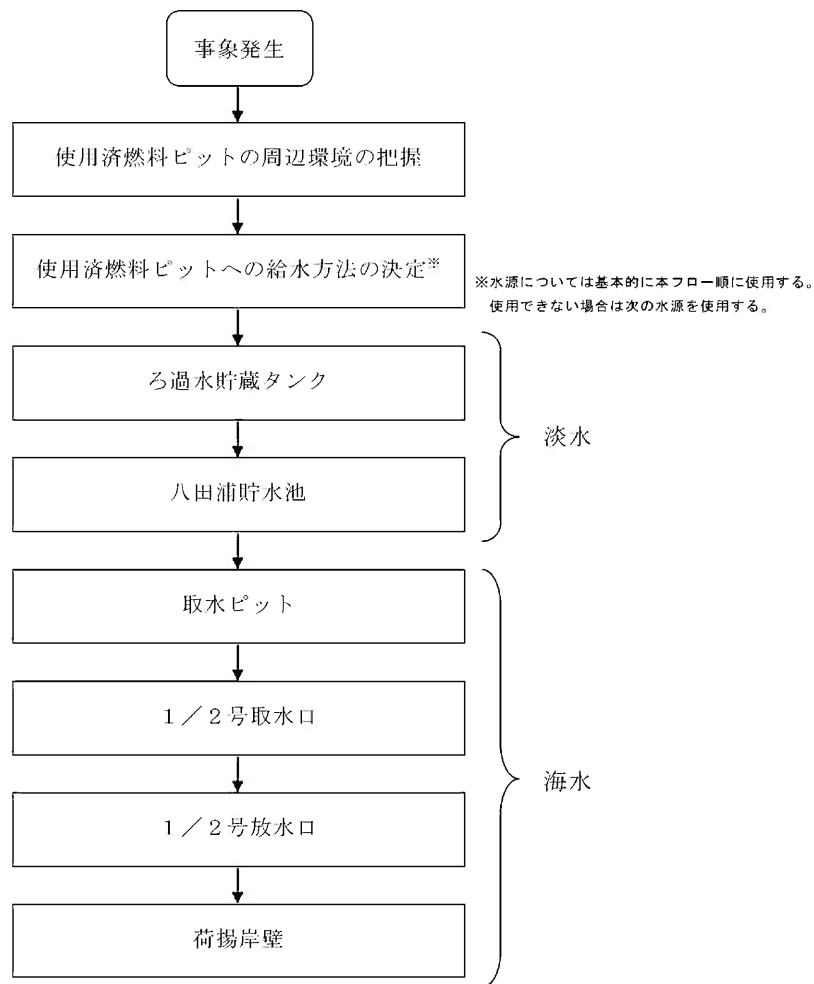 事象発生
使用済燃料ピットの周辺環境の把握
使用済燃料ピットへの給水方法の決定※
※水源については基本的に本フロー順に使用する。
使用できない場合は次の水源を使用する。
ろ過水貯蔵タンク
八田浦貯水池
淡水
取水ピット
１／２号取水口
１／２号放水口
荷揚岸壁
海水